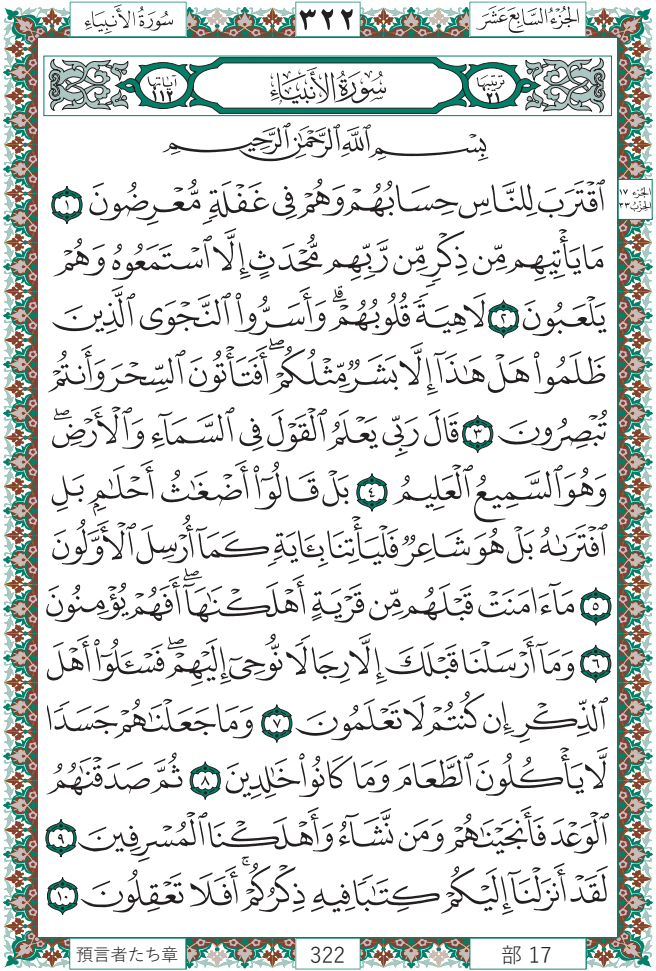 سُورَةُ الأَنبِيَاءِ ٣٢٢ الجُزْءُ السَّابِعَ عَشَرَ
آياتها ١١٢ سُورَةُ الأَنبِيَاءِ ترتيبها ٢١
بِسْمِ ٱللَّهِ ٱلرَّحْمَٰنِ ٱلرَّحِيمِ
الجزء ١٧
الحزب ٣٣
ٱقْتَرَبَ لِلنَّاسِ حِسَابُهُمْ وَهُمْ فِى غَفْلَةٍ مُّعْرِضُونَ ١
مَا يَأْتِيهِم مِّن ذِكْرٍ مِّن رَّبِّهِم مُّحْدَثٍ إِلَّا ٱسْتَمَعُوهُ وَهُمْ
يَلْعَبُونَ ٢ لَاهِيَةً قُلُوبُهُمْ ۗ وَأَسَرُّوا۟ ٱلنَّجْوَى ٱلَّذِينَ
ظَلَمُوا۟ هَلْ هَٰذَآ إِلَّا بَشَرٌ مِّثْلُكُمْ ۖ أَفَتَأْتُونَ ٱلسِّحْرَ وَأَنتُمْ
تُبْصِرُونَ ٣ قَالَ رَبِّى يَعْلَمُ ٱلْقَوْلَ فِى ٱلسَّمَآءِ وَٱلْأَرْضِ ۖ
وَهُوَ ٱلسَّمِيعُ ٱلْعَلِيمُ ٤ بَلْ قَالُوٓا۟ أَضْغَٰثُ أَحْلَٰمٍۭ بَلِ
ٱفْتَرَىٰهُ بَلْ هُوَ شَاعِرٌ فَلْيَأْتِنَا بِـَٔايَةٍ كَمَآ أُرْسِلَ ٱلْأَوَّلُونَ
٥ مَآ ءَامَنَتْ قَبْلَهُم مِّن قَرْيَةٍ أَهْلَكْنَٰهَآ ۖ أَفَهُمْ يُؤْمِنُونَ
٦ وَمَآ أَرْسَلْنَا قَبْلَكَ إِلَّا رِجَالًا نُّوحِىٓ إِلَيْهِمْ ۖ فَسْـَٔلُوٓا۟ أَهْلَ
ٱلذِّكْرِ إِن كُنتُمْ لَا تَعْلَمُونَ ٧ وَمَا جَعَلْنَٰهُمْ جَسَدًا
لَّا يَأْكُلُونَ ٱلطَّعَامَ وَمَا كَانُوا۟ خَٰلِدِينَ ٨ ثُمَّ صَدَقْنَٰهُمُ
ٱلْوَعْدَ فَأَنجَيْنَٰهُمْ وَمَن نَّشَآءُ وَأَهْلَكْنَا ٱلْمُسْرِفِينَ ٩
لَقَدْ أَنزَلْنَآ إِلَيْكُمْ كِتَٰبًا فِيهِ ذِكْرُكُمْ ۖ أَفَلَا تَعْقِلُونَ ١٠
預言者たち章 322 部 17